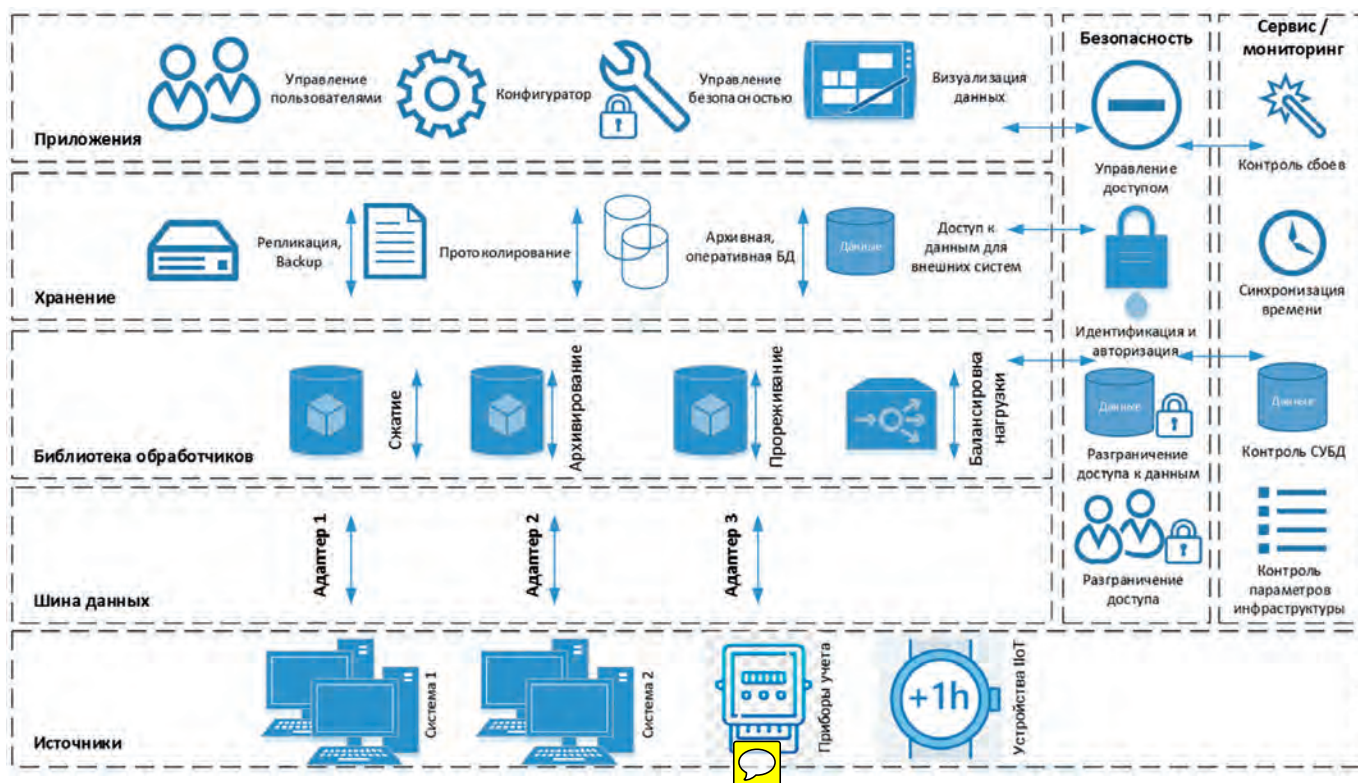 Управление
пользователями
Конфигуратор
Управление
безопасностью
Визуализация
данных
Приложения
Репликация,
Backup
Протоколирование
Архивная,
оперативная БД
Данные
Доступ к
данным для
внешних систем
Хранение
Сжатие
Архивирование
Прореживание
Балансировка
нагрузки
Библиотека обработчиков
Адаптер 1
Адаптер 2
Адаптер 3
Шина данных
Система 1
Система 2
Приборы учета
+1h
Устройства IIoT
Источники
Безопасность
Управление
доступом
Идентификация и
авторизация
Данные
Разграничение
доступа к данным
Разграничение
доступа
Сервис /
мониторинг
Контроль сбоев
Синхронизация
времени
Данные
Контроль СУБД
Контроль
параметров
инфраструктуры